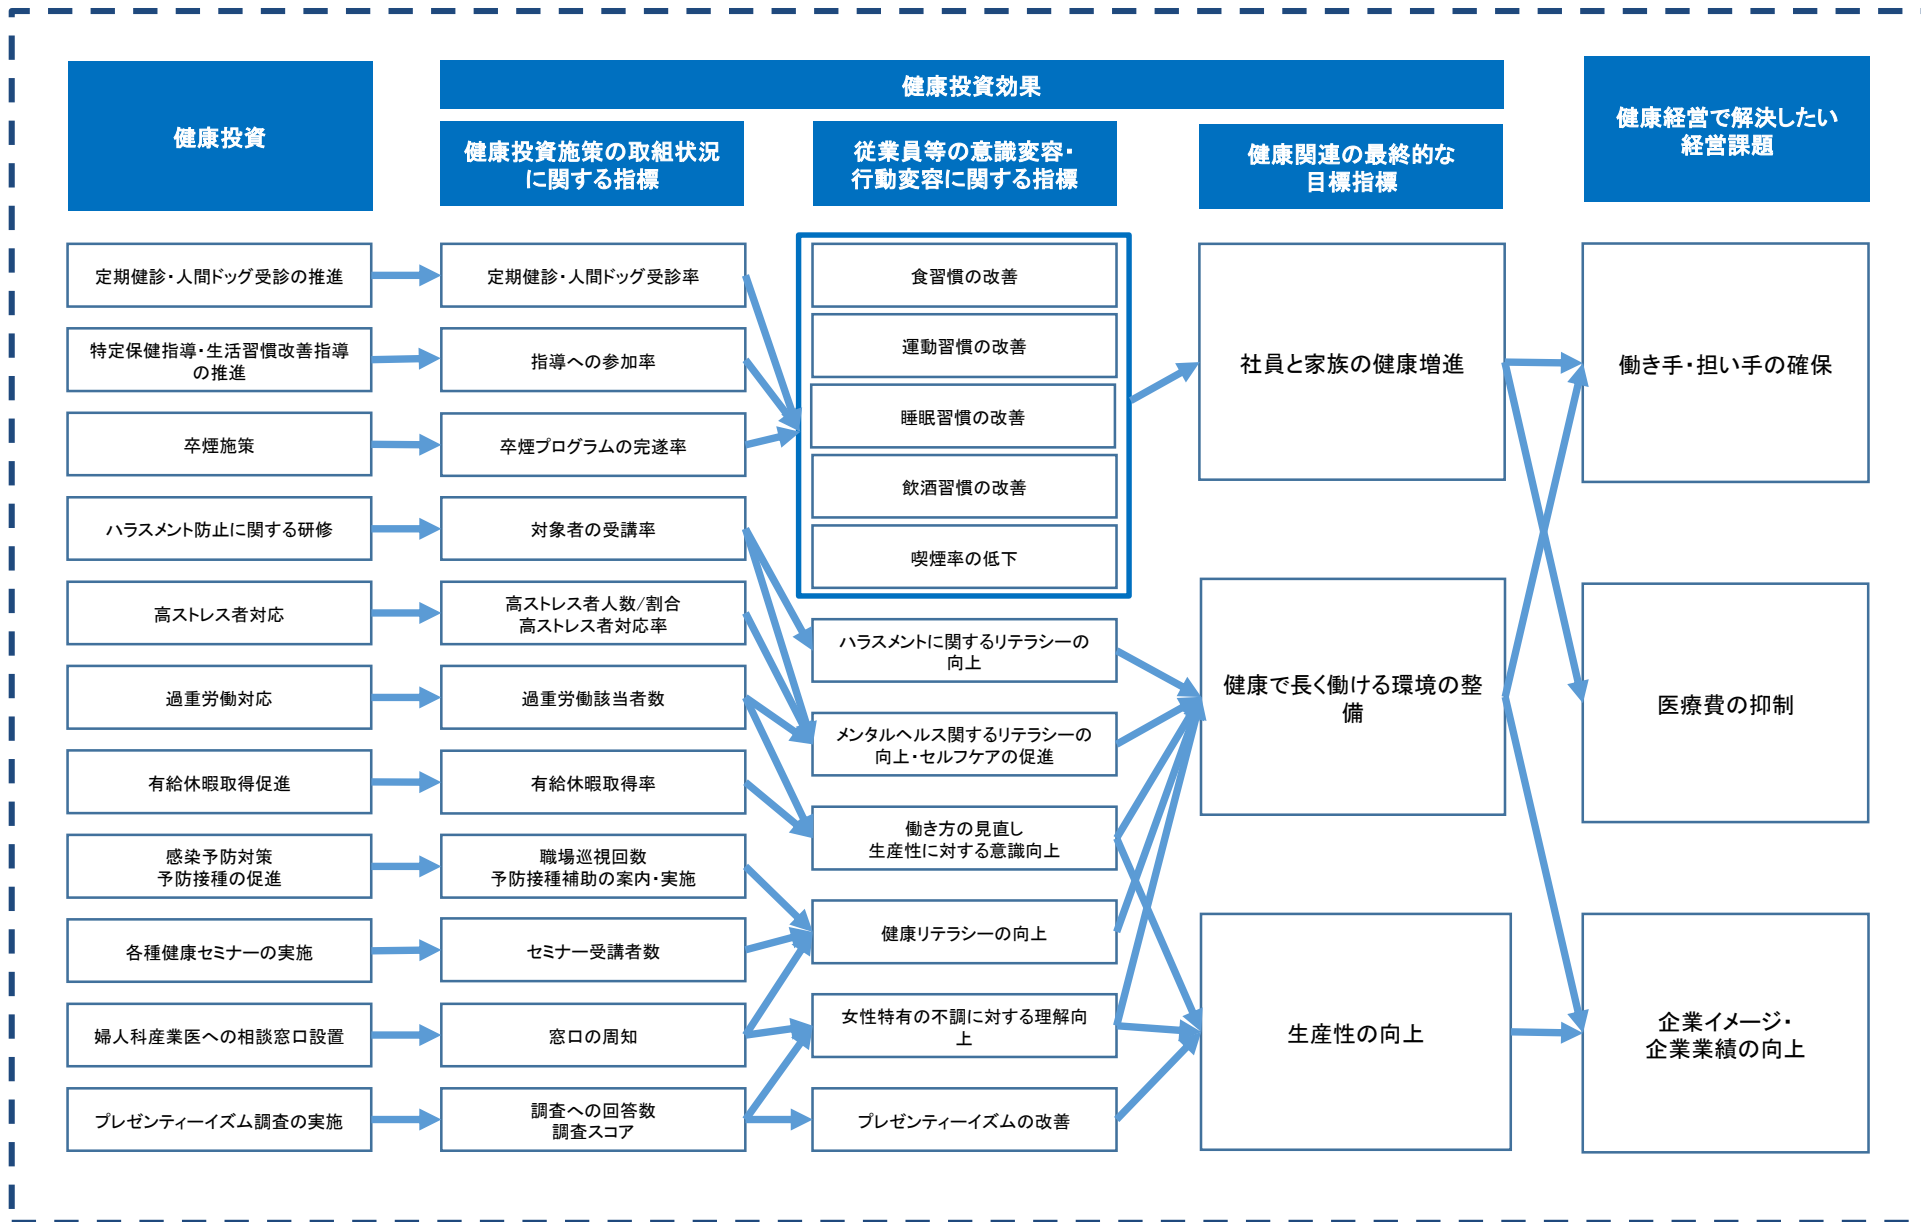 健康投資
健康投資効果
健康経営で解決したい
経営課題
健康投資施策の取組状況
に関する指標
従業員等の意識変容・
行動変容に関する指標
健康関連の最終的な
目標指標
定期健診・人間ドッグ受診の推進
特定保健指導・生活習慣改善指導
の推進
卒煙施策
ハラスメント防止に関する研修
高ストレス者対応
過重労働対応
有給休暇取得促進
感染予防対策
予防接種の促進
各種健康セミナーの実施
婦人科産業医への相談窓口設置
プレゼンティーイズム調査の実施
定期健診・人間ドッグ受診率
指導への参加率
卒煙プログラムの完遂率
対象者の受講率
高ストレス者人数/割合
高ストレス者対応率
過重労働該当者数
有給休暇取得率
職場巡視回数
予防接種補助の案内・実施
セミナー受講者数
窓口の周知
調査への回答数
調査スコア
食習慣の改善
運動習慣の改善
睡眠習慣の改善
飲酒習慣の改善
喫煙率の低下
ハラスメントに関するリテラシーの
向上
メンタルヘルス関するリテラシーの
向上・セルフケアの促進
働き方の見直し
生産性に対する意識向上
健康リテラシーの向上
女性特有の不調に対する理解向
上
プレゼンティーイズムの改善
社員と家族の健康増進
健康で長く働ける環境の整
備
生産性の向上
働き手・担い手の確保
医療費の抑制
企業イメージ・
企業業績の向上